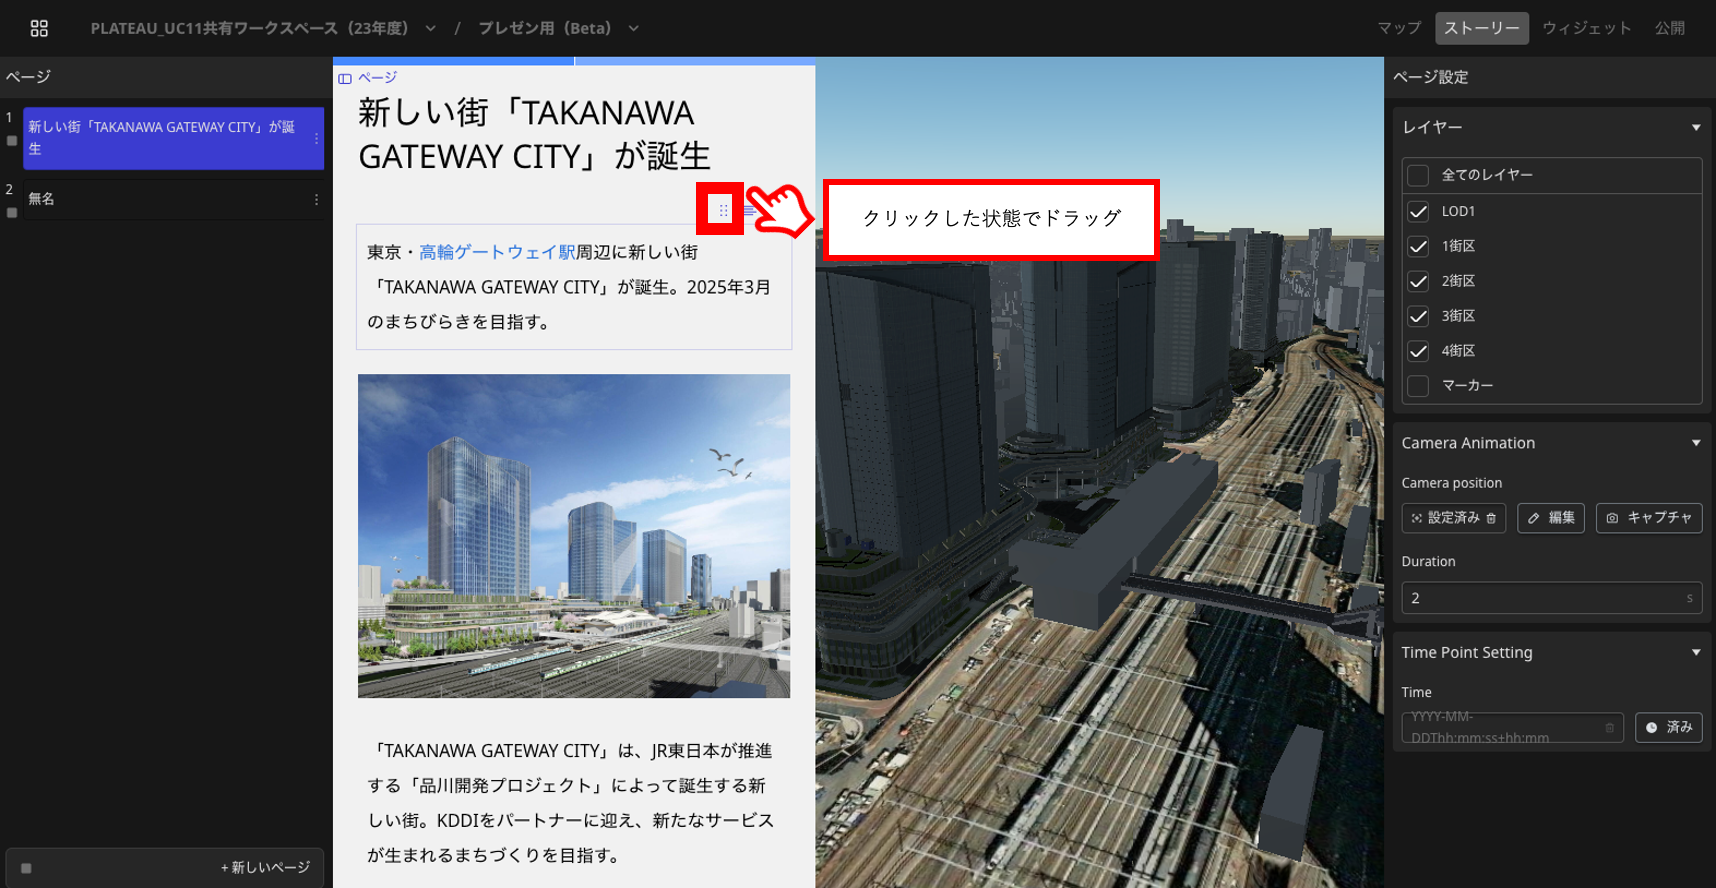 PLATEAU_UC11共有ワークスペース（23年度） / プレゼン用（Beta）
マップ ストーリー ウィジェット 公開
ページ
1
新しい街「TAKANAWA GATEWAY CITY」が誕
生
2
無名
+ 新しいページ
ページ
新しい街「TAKANAWA
GATEWAY CITY」が誕生
東京・高輪ゲートウェイ駅周辺に新しい街
「TAKANAWA GATEWAY CITY」が誕生。2025年3月
のまちびらきを目指す。
「TAKANAWA GATEWAY CITY」は、JR東日本が推進
する「品川開発プロジェクト」によって誕生する新
しい街。KDDIをパートナーに迎え、新たなサービス
が生まれるまちづくりを目指す。
クリックした状態でドラッグ
ページ設定
レイヤー
全てのレイヤー
LOD1
1街区
2街区
3街区
4街区
マーカー
Camera Animation
Camera position
設定済み 編集 キャプチャ
Duration
2 s
Time Point Setting
Time
YYYY-MM-
DDThh:mm:ss±hh:mm
済み